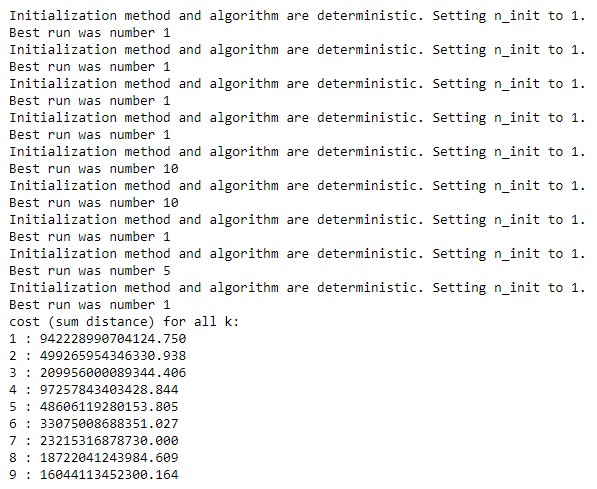 Initialization method and algorithm are deterministic. Setting n_init to 1.
Best run was number 1
Initialization method and algorithm are deterministic. Setting n_init to 1.
Best run was number 1
Initialization method and algorithm are deterministic. Setting n_init to 1.
Best run was number 1
Initialization method and algorithm are deterministic. Setting n_init to 1.
Best run was number 1
Initialization method and algorithm are deterministic. Setting n_init to 1.
Best run was number 10
Initialization method and algorithm are deterministic. Setting n_init to 1.
Best run was number 10
Initialization method and algorithm are deterministic. Setting n_init to 1.
Best run was number 1
Initialization method and algorithm are deterministic. Setting n_init to 1.
Best run was number 5
Initialization method and algorithm are deterministic. Setting n_init to 1.
Best run was number 1
cost (sum distance) for all k:
1 : 942228990704124.750
2 : 499265954346330.938
3 : 209956000089344.406
4 : 97257843403428.844
5 : 48606119280153.805
6 : 33075008688351.027
7 : 23215316878730.000
8 : 18722041243984.609
9 : 16044113452300.164